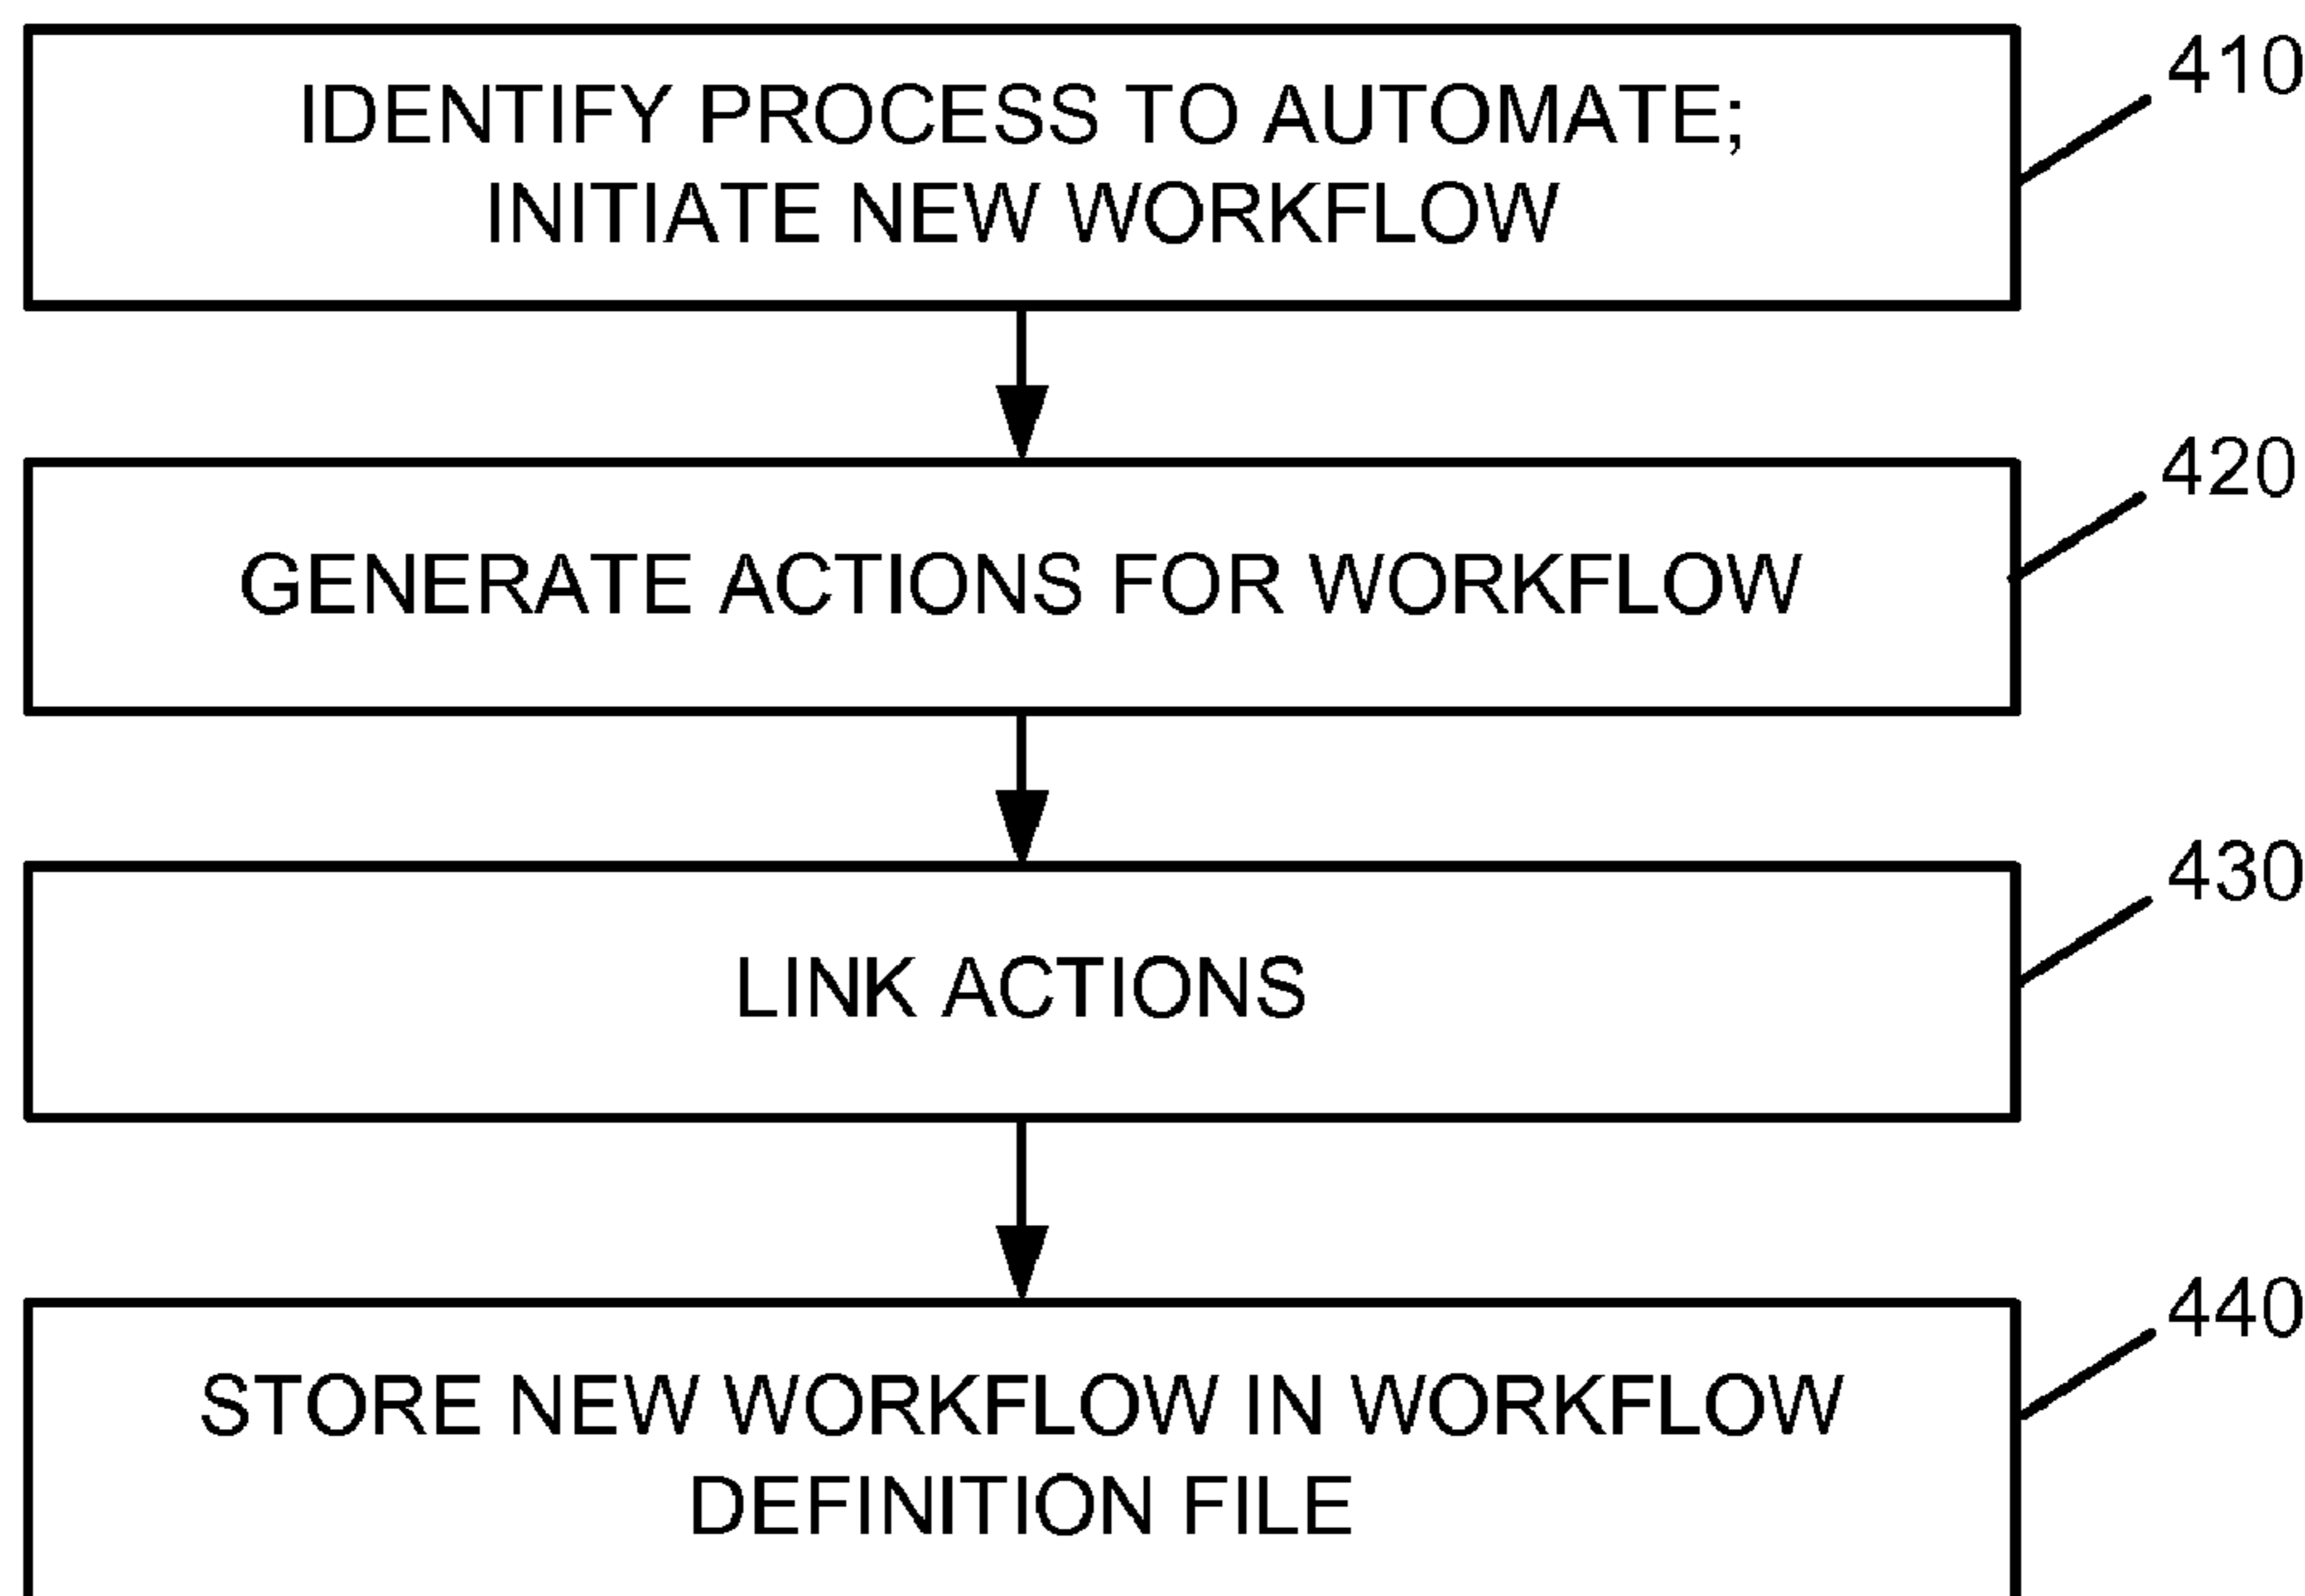 IDENTIFY PROCESS TO AUTOMATE;
INITIATE NEW WORKFLOW
410
GENERATE ACTIONS FOR WORKFLOW
420
LINK ACTIONS
430
STORE NEW WORKFLOW IN WORKFLOW
DEFINITION FILE
440